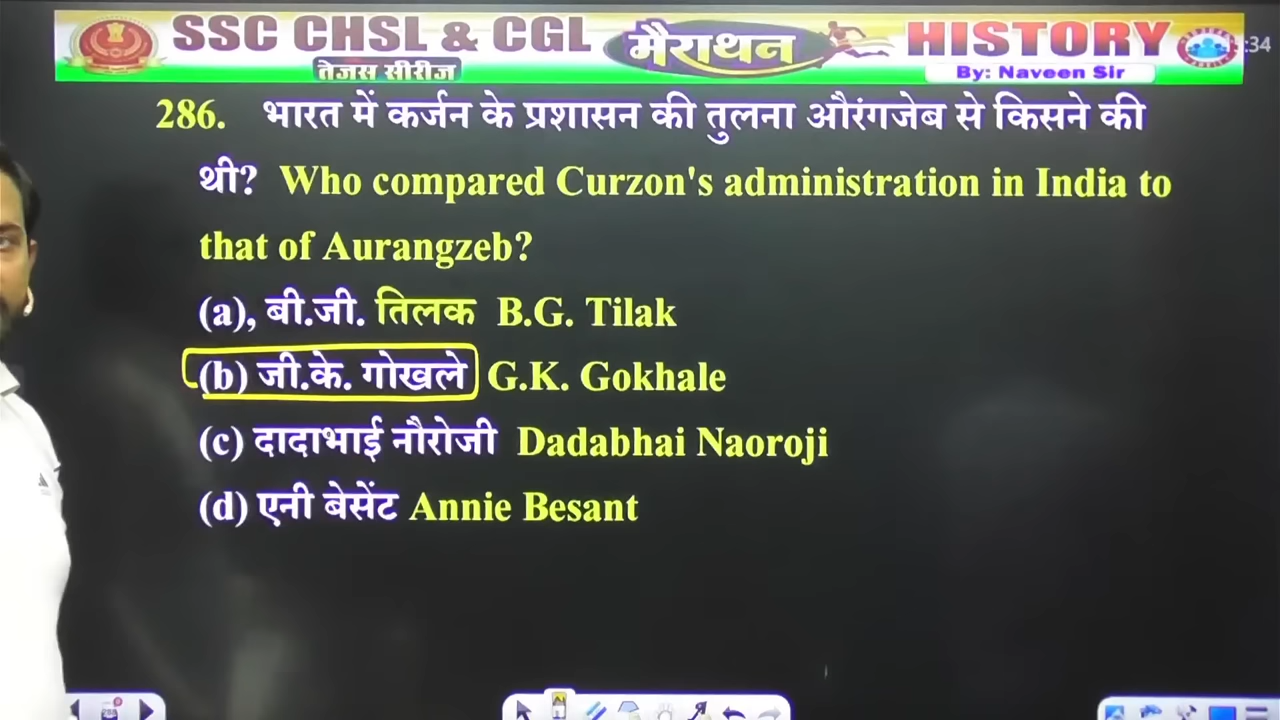 SSC CHSL & CGL मैराथन HISTORY
तेजस सीरीज By: Naveen Sir
:34
286. भारत में कर्जन के प्रशासन की तुलना औरंगजेब से किसने की
थी? Who compared Curzon's administration in India to
that of Aurangzeb?
(a), बी.जी. तिलक B.G. Tilak
(b) जी.के. गोखले G.K. Gokhale
(c) दादाभाई नौरोजी Dadabhai Naoroji
(d) एनी बेसेंट Annie Besant